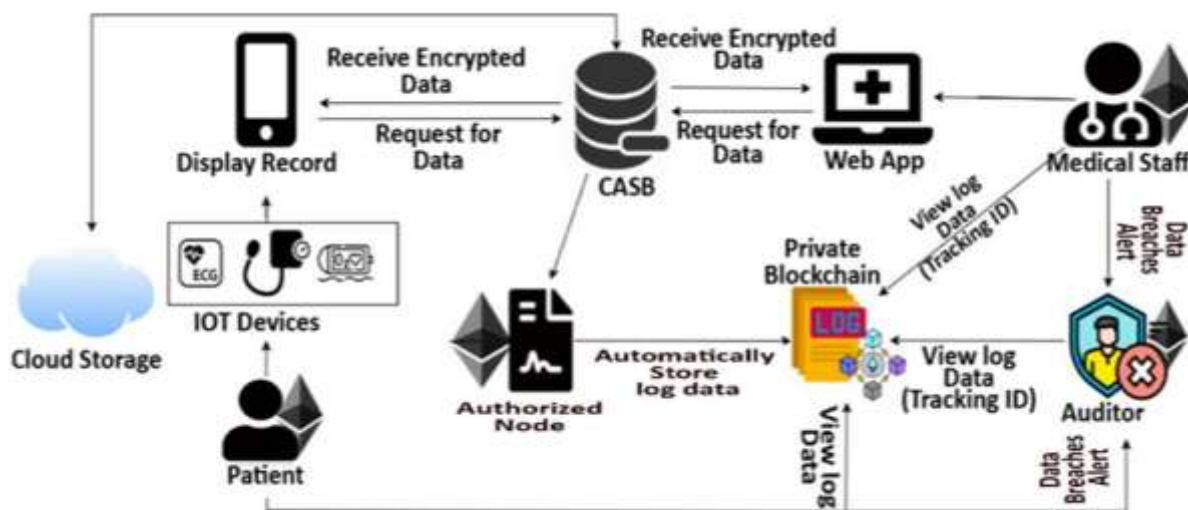 Receive Encrypted
Data
Request for
Data
Display Record
CASB
Receive Encrypted
Data
Request for
Data
Web App
Medical Staff
ECG
IOT Devices
Cloud Storage
Patient
Authorized
Node
Automatically
Store
log data
Private
Blockchain
LOG
View log
Data
(Tracking ID)
Data
Breaches
Alert
View log
Data
(Tracking ID)
Auditor
View log
Data
Data
Breaches
Alert